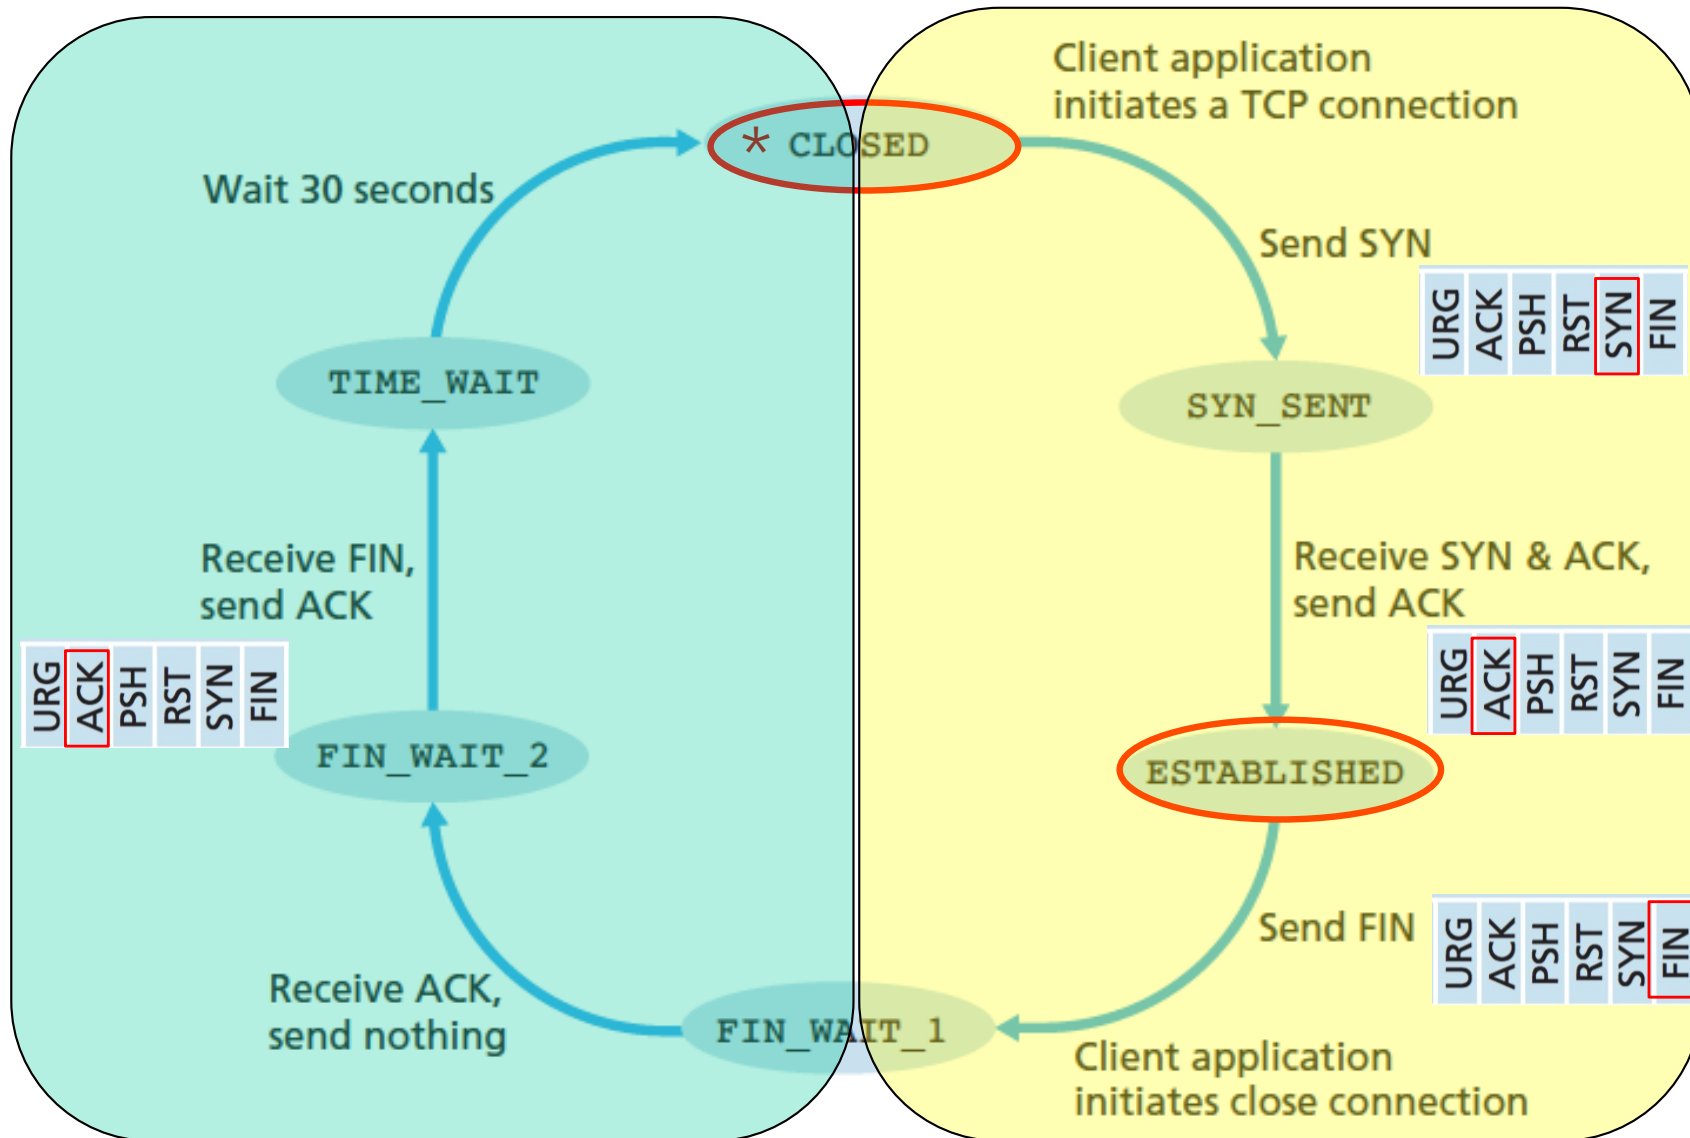 Client application
initiates a TCP connection
* CLOSED
Wait 30 seconds
Send SYN
URG ACK PSH RST SYN FIN
TIME_WAIT
SYN_SENT
Receive FIN,
send ACK
Receive SYN & ACK,
send ACK
URG ACK PSH RST SYN FIN
URG ACK PSH RST SYN FIN
FIN_WAIT_2
ESTABLISHED
Send FIN
URG ACK PSH RST SYN FIN
Receive ACK,
send nothing
FIN_WAIT_1
Client application
initiates close connection